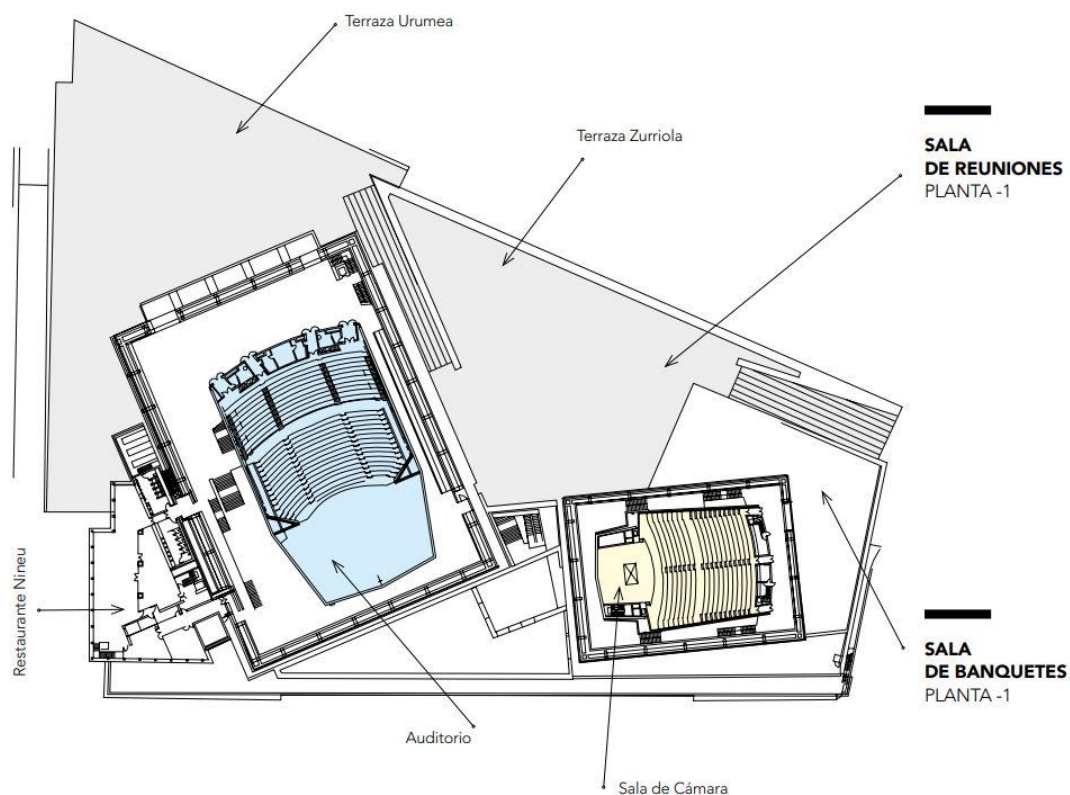 Terraza Urumea
Terraza Zurriola
SALA
DE REUNIONES
PLANTA -1
Restaurante Nineu
SALA
DE BANQUETES
PLANTA -1
Auditorio
Sala de Cámara